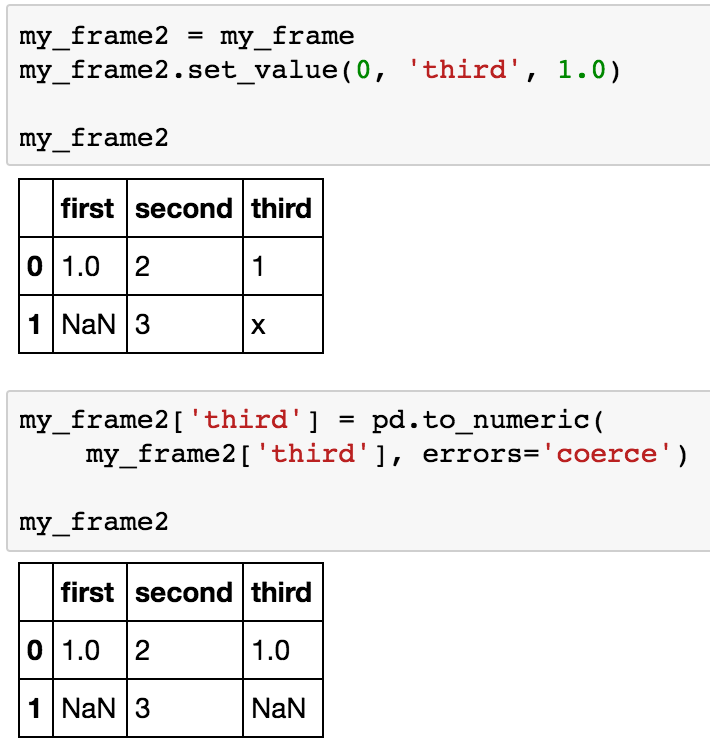 my_frame2 = my_frame
my_frame2.set_value(0, 'third', 1.0)
my_frame2
first second third
0 1.0 2 1
1 NaN 3 x
my_frame2['third'] = pd.to_numeric(
my_frame2['third'], errors='coerce')
my_frame2
first second third
0 1.0 2 1.0
1 NaN 3 NaN